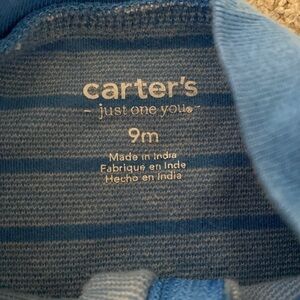 carter's
just one you®
9m
Made in India
Fabriqué en Inde
Hecho en India